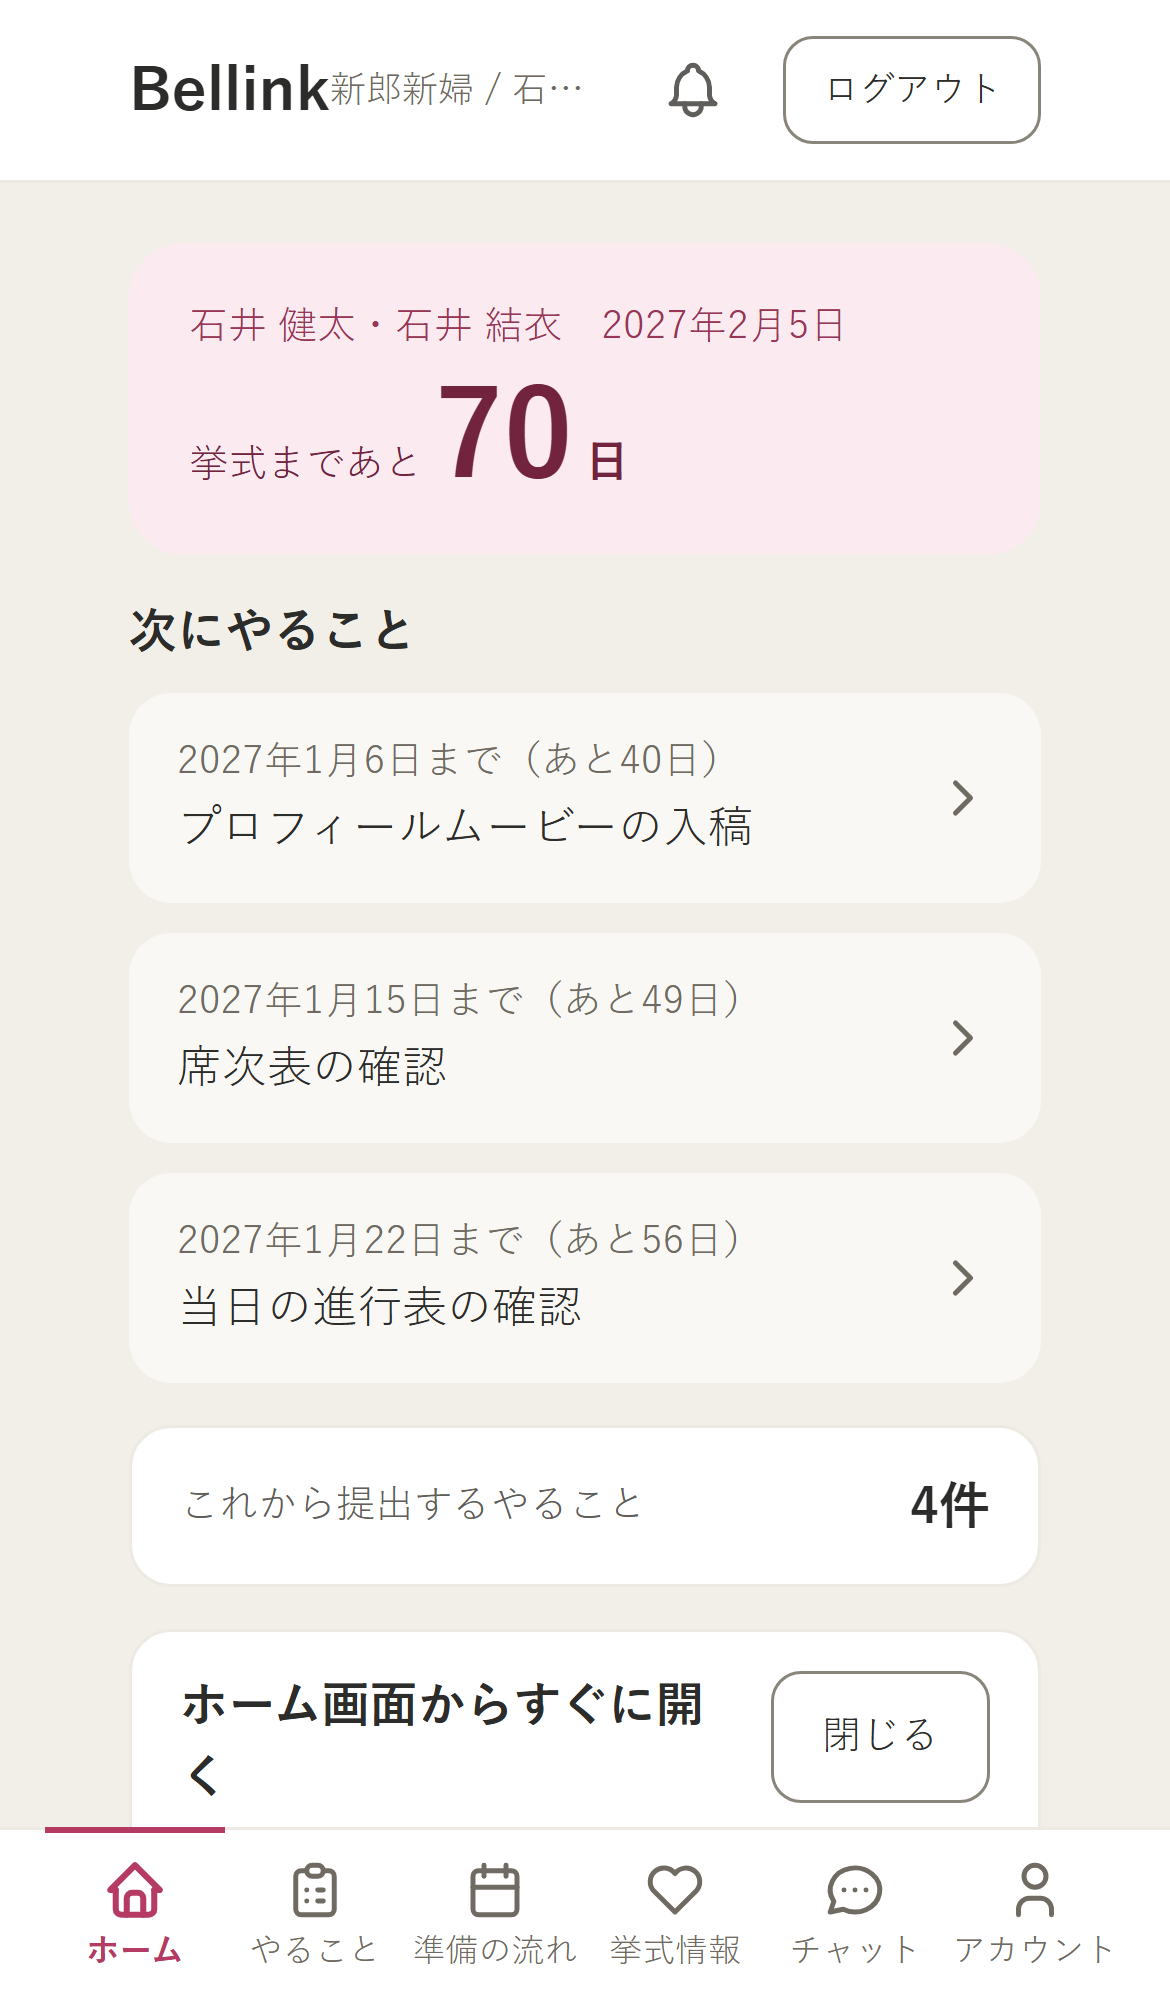 Bellink新郎新婦 / 石…
ログアウト
石井 健太・石井 結衣　2027年2月5日
挙式まであと 70 日
次にやること
2027年1月6日まで（あと40日）
プロフィールムービーの入稿
2027年1月15日まで（あと49日）
席次表の確認
2027年1月22日まで（あと56日）
当日の進行表の確認
これから提出するやること 4件
ホーム画面からすぐに開
く
閉じる
ホーム やること 準備の流れ 挙式情報 チャット アカウント